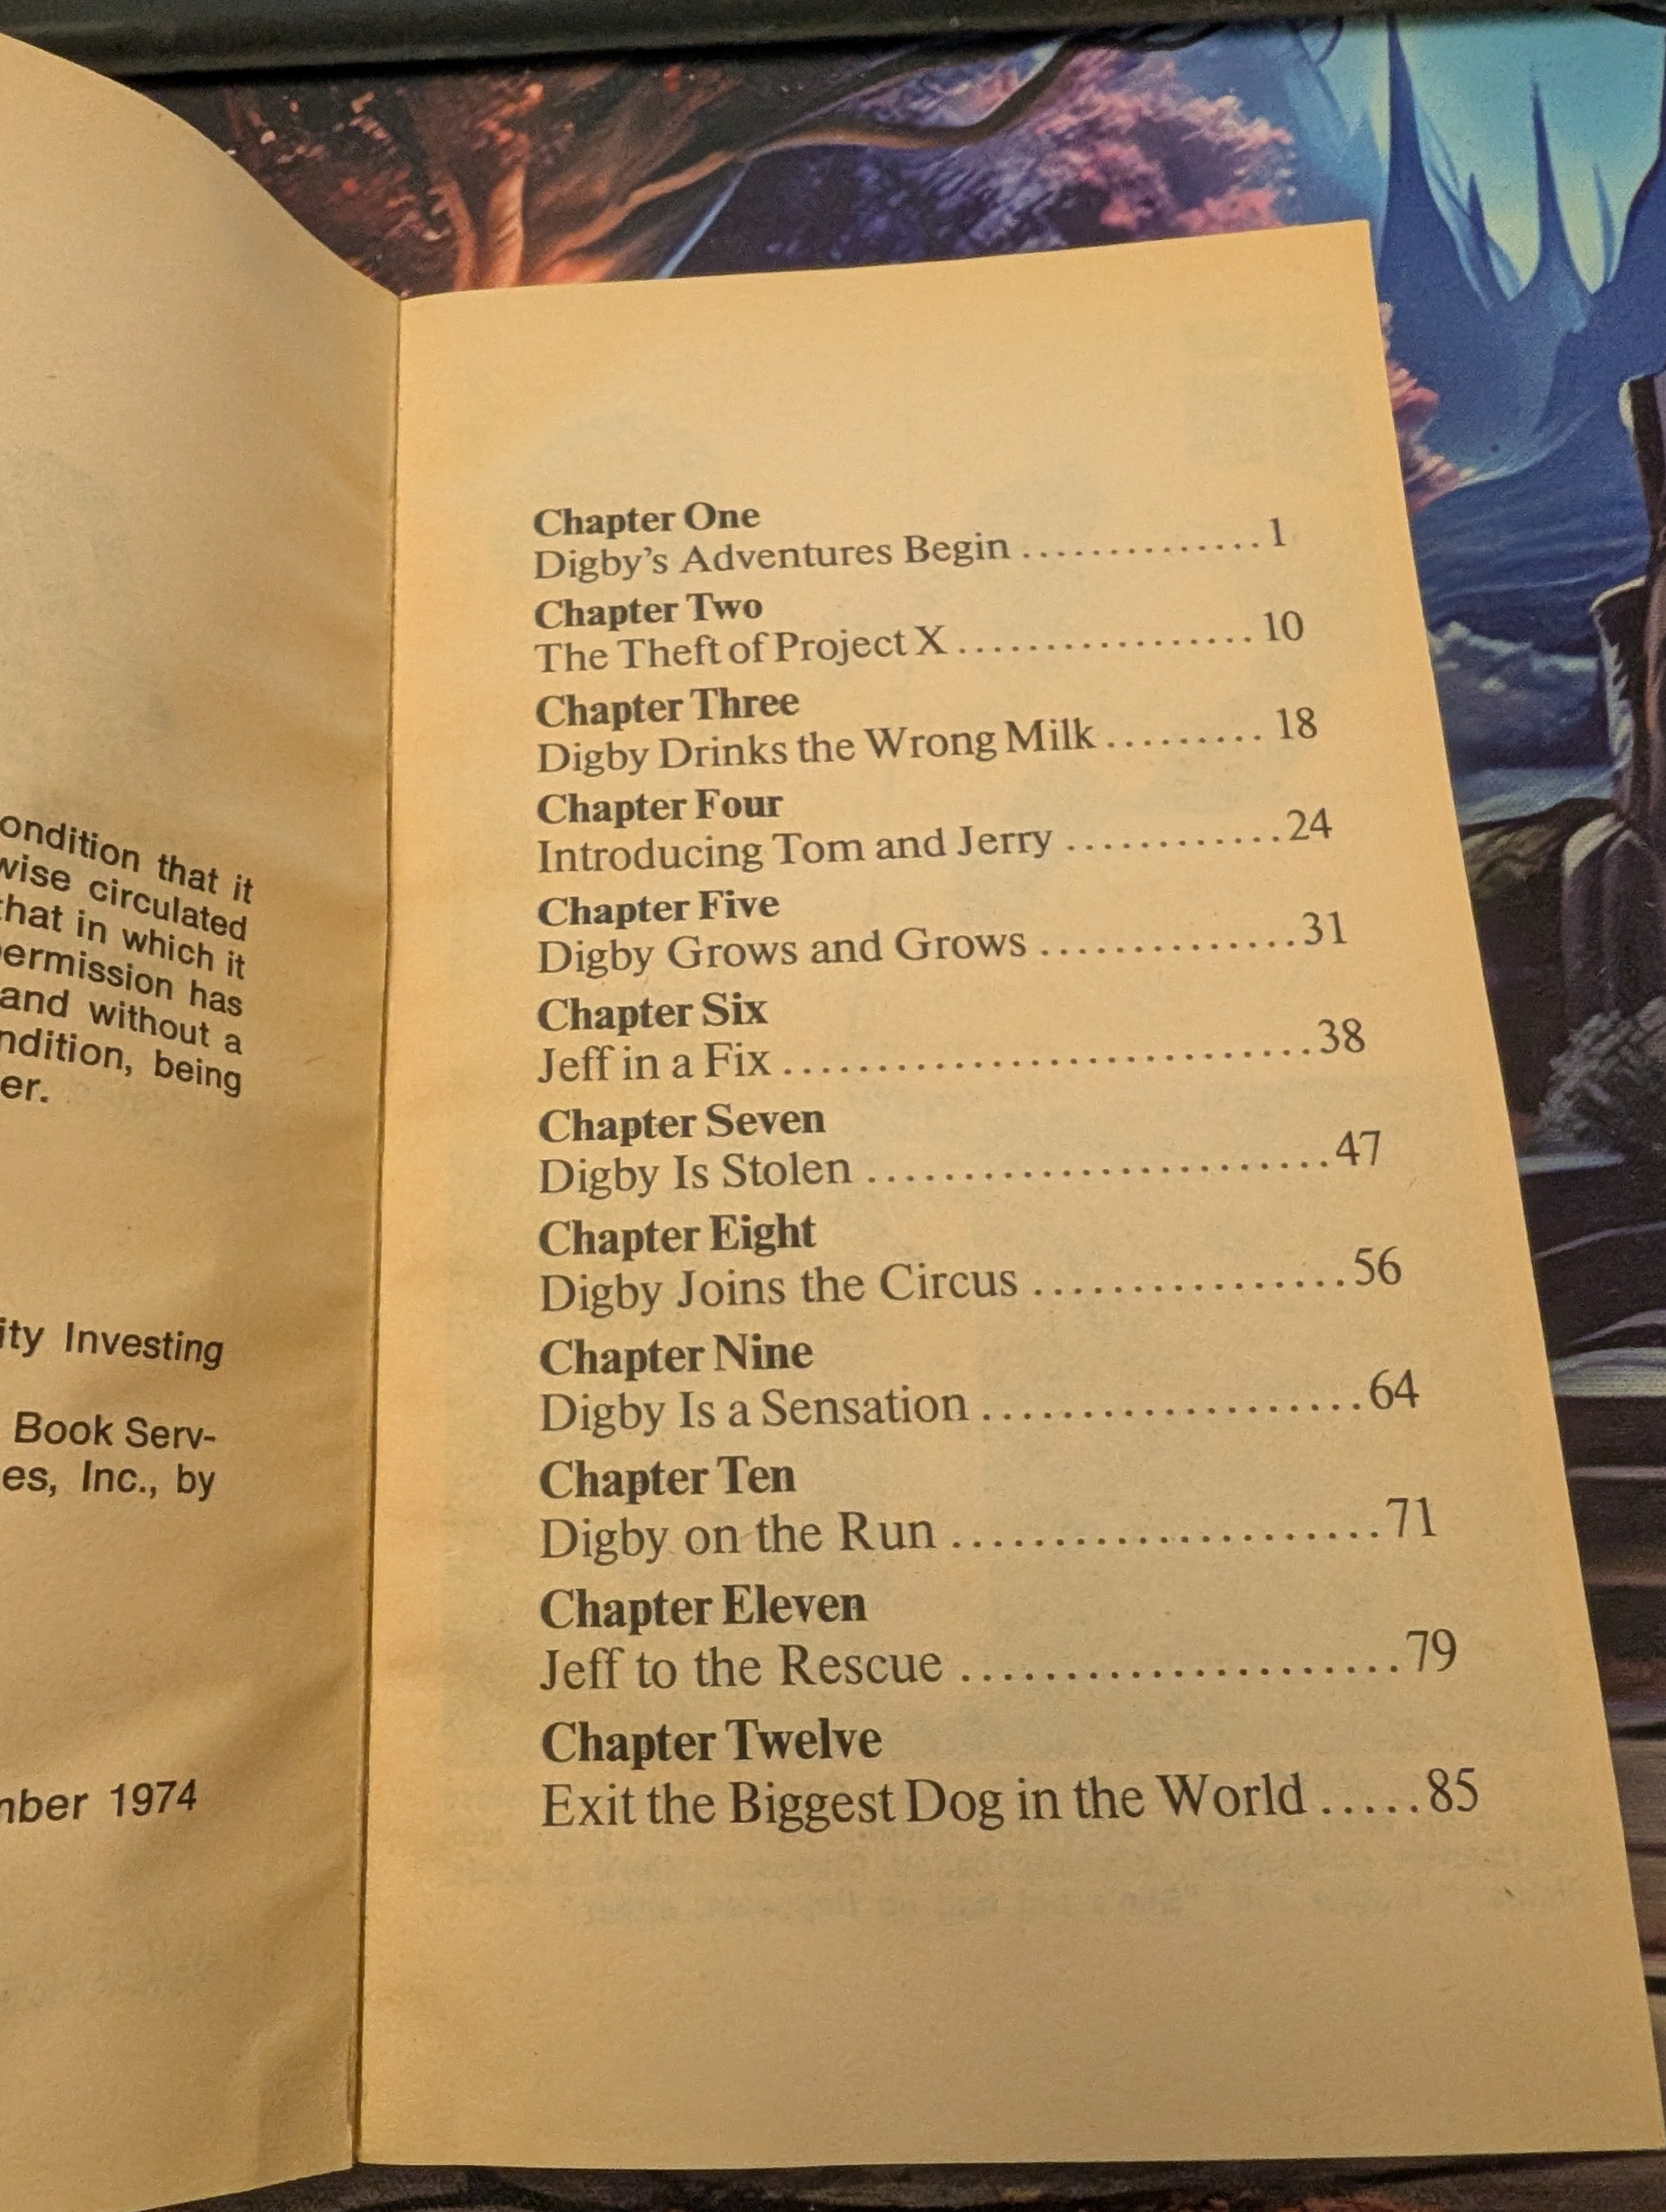 ondition that it
wise circulated
that in which it
ermission has
and without a
ndition, being
er.
ity Investing
Book Serv-
es, Inc., by
mber 1974
Chapter One
Digby's Adventures Begin .............. 1
Chapter Two
The Theft of Project X ................. 10
Chapter Three
Digby Drinks the Wrong Milk ......... 18
Chapter Four
Introducing Tom and Jerry ............ 24
Chapter Five
Digby Grows and Grows .............. 31
Chapter Six
Jeff in a Fix ............................ 38
Chapter Seven
Digby Is Stolen ........................ 47
Chapter Eight
Digby Joins the Circus ................ 56
Chapter Nine
Digby Is a Sensation .................... 64
Chapter Ten
Digby on the Run ...................... 71
Chapter Eleven
Jeff to the Rescue ...................... 79
Chapter Twelve
Exit the Biggest Dog in the World ..... 85